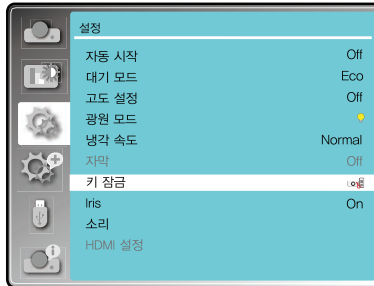 설정
자동 시작 Off
대기 모드 Eco
고도 설정 Off
광원 모드
냉각 속도 Normal
자막 Off
키 잠금
Iris On
소리
HDMI 설정